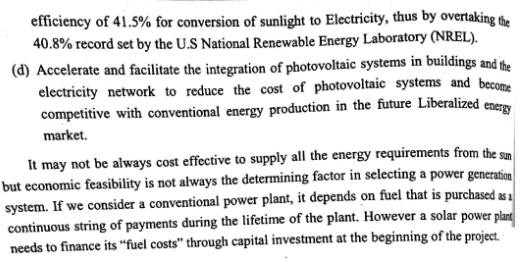 efficiency of 41.5% for conversion of sunlight to Electricity, thus by overtaking the
40.8% record set by the U.S National Renewable Energy Laboratory (NREL).
(d) Accelerate and facilitate the integration of photovoltaic systems in buildings and the
electricity network to reduce the cost of photovoltaic systems and become
competitive with conventional energy production in the future Liberalized energy
market.
It may not be always cost effective to supply all the energy requirements from the sun
but economic feasibility is not always the determining factor in selecting a power generation
system. If we consider a conventional power plant, it depends on fuel that is purchased as a
continuous string of payments during the lifetime of the plant. However a solar power plant
needs to finance its “fuel costs” through capital investment at the beginning of the project.